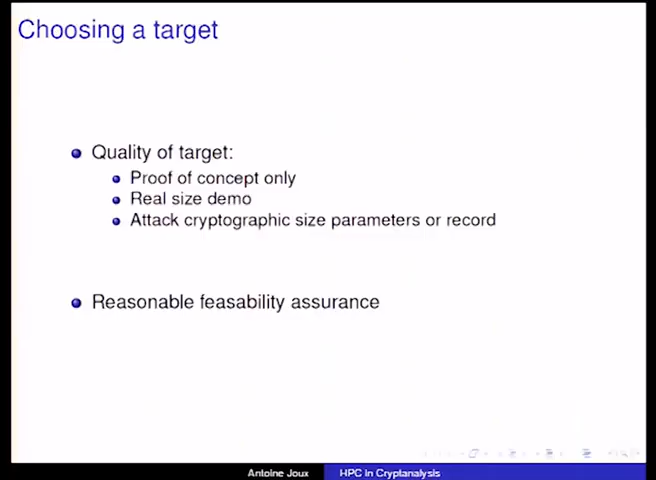 Choosing a target
Quality of target:
Proof of concept only
Real size demo
Attack cryptographic size parameters or record
Reasonable feasability assurance
Antoine Joux
HPC in Cryptanalysis